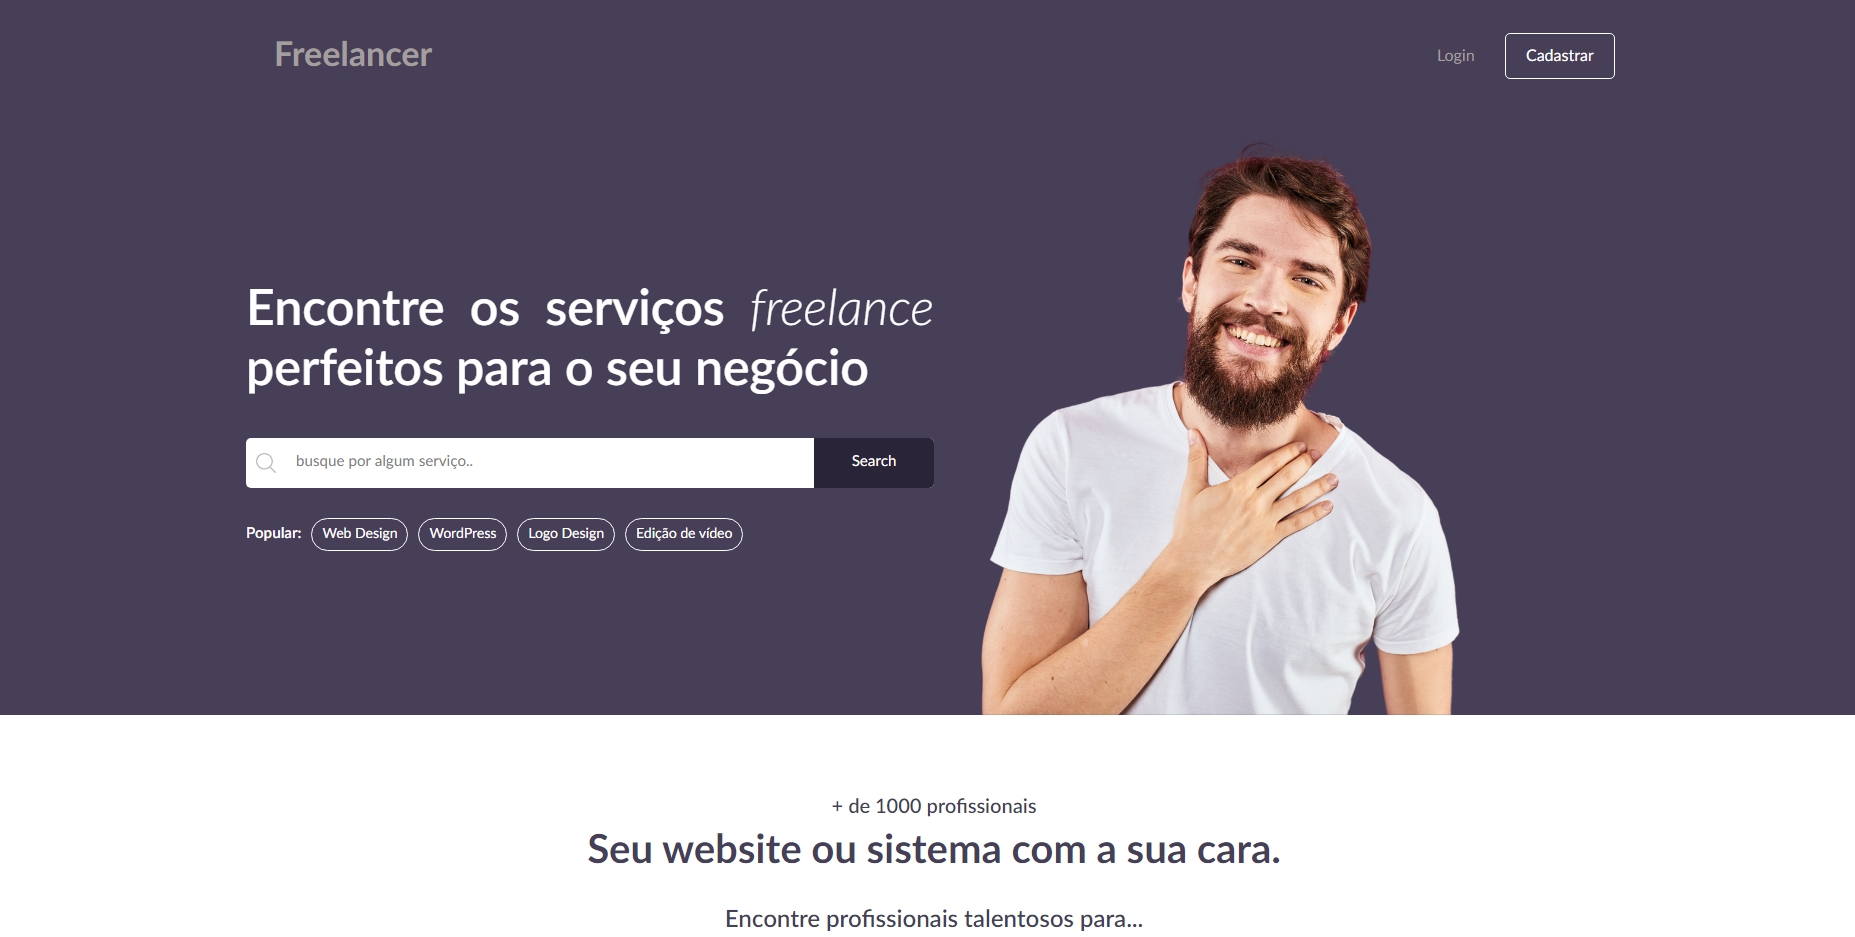 Freelancer
Login
Cadastrar
Encontre os serviços freelance
perfeitos para o seu negócio
busque por algum serviço..
Search
Popular:
Web Design
WordPress
Logo Design
Edição de vídeo
+ de 1000 profissionais
Seu website ou sistema com a sua cara.
Encontre profissionais talentosos para...